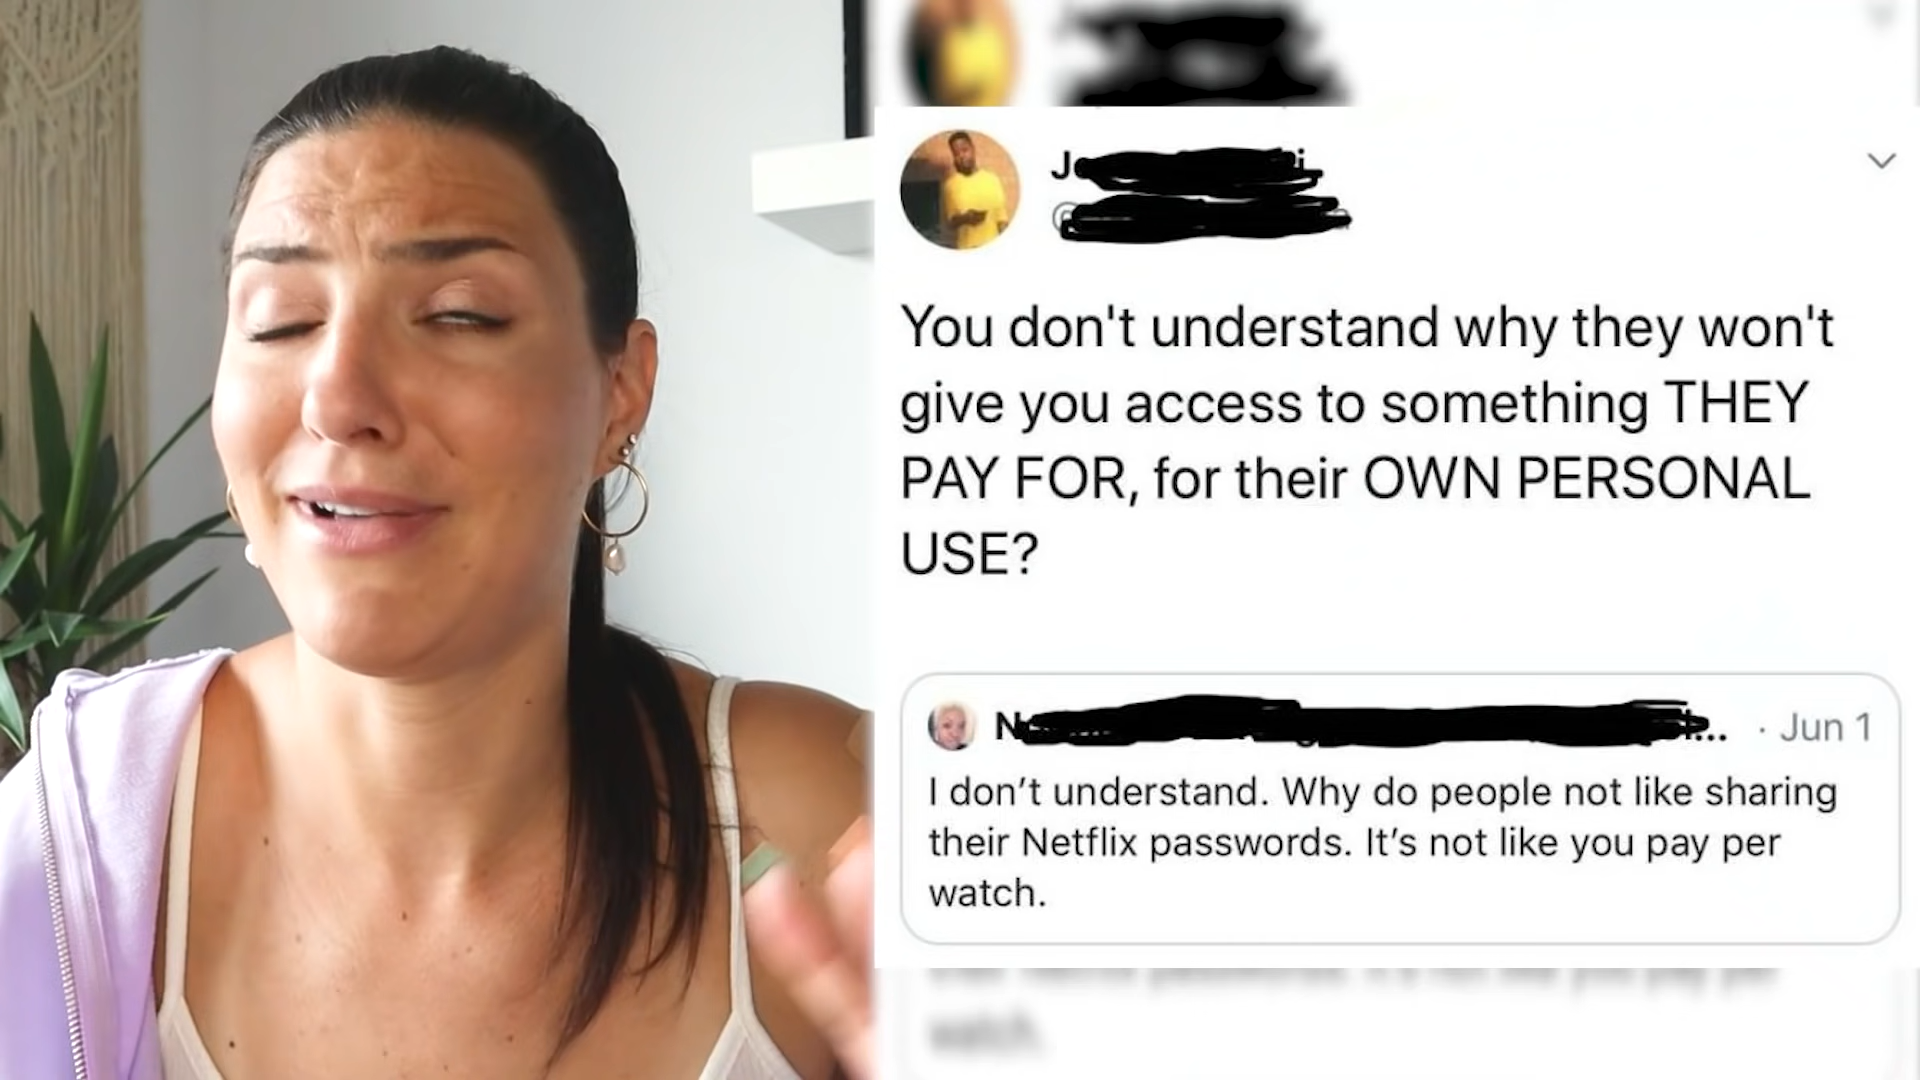 You don't understand why they won't
give you access to something THEY
PAY FOR, for their OWN PERSONAL
USE?
· Jun 1
I don’t understand. Why do people not like sharing
their Netflix passwords. It’s not like you pay per
watch.